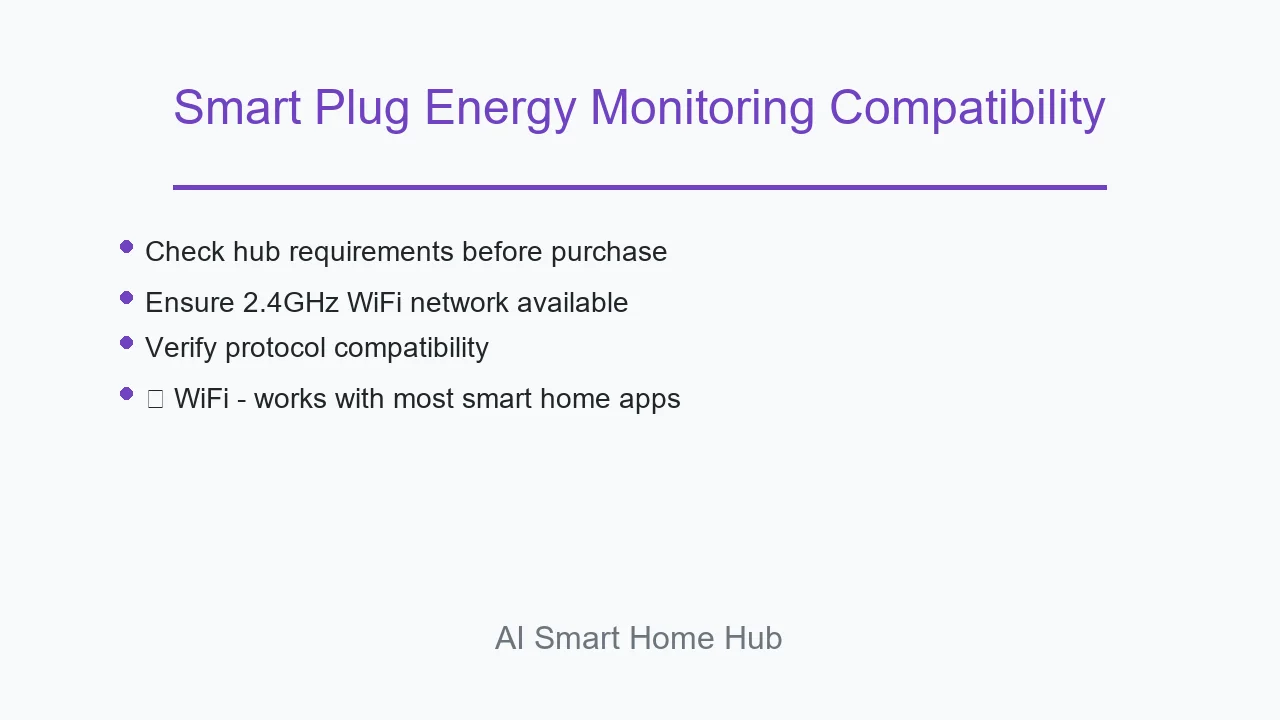 Smart Plug Energy Monitoring Compatibility
Check hub requirements before purchase
Ensure 2.4GHz WiFi network available
Verify protocol compatibility
□ WiFi - works with most smart home apps
AI Smart Home Hub